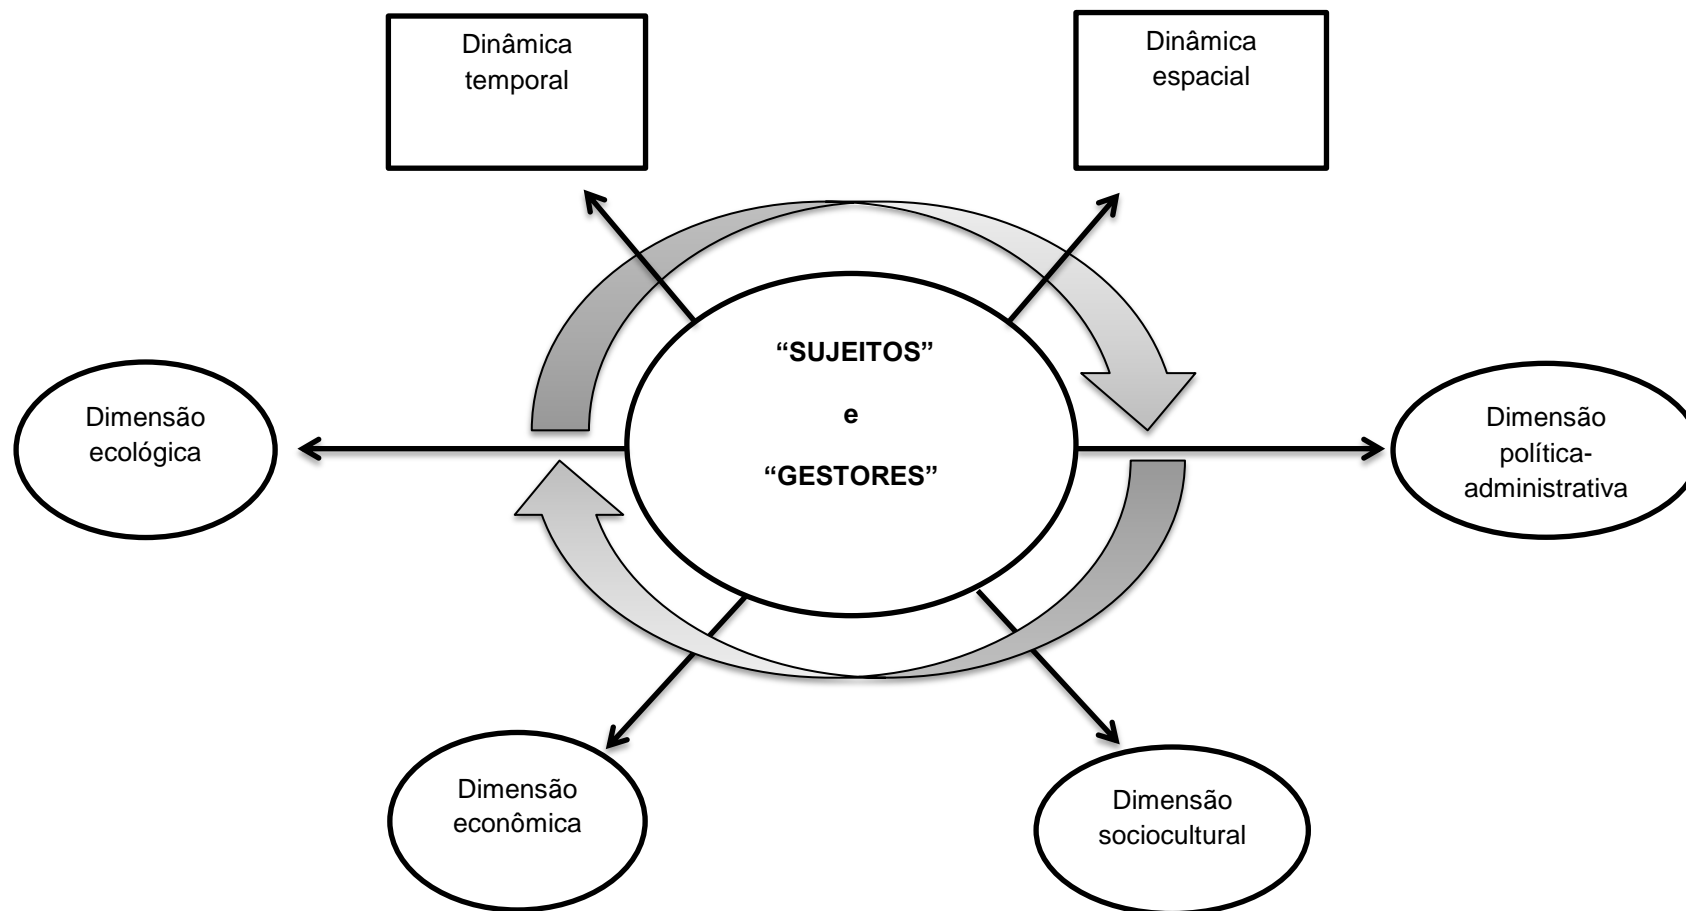 Dinâmica
temporal
Dinâmica
espacial
“SUJEITOS”
e
“GESTORES”
Dimensão
ecológica
Dimensão
política-
administrativa
Dimensão
econômica
Dimensão
sociocultural